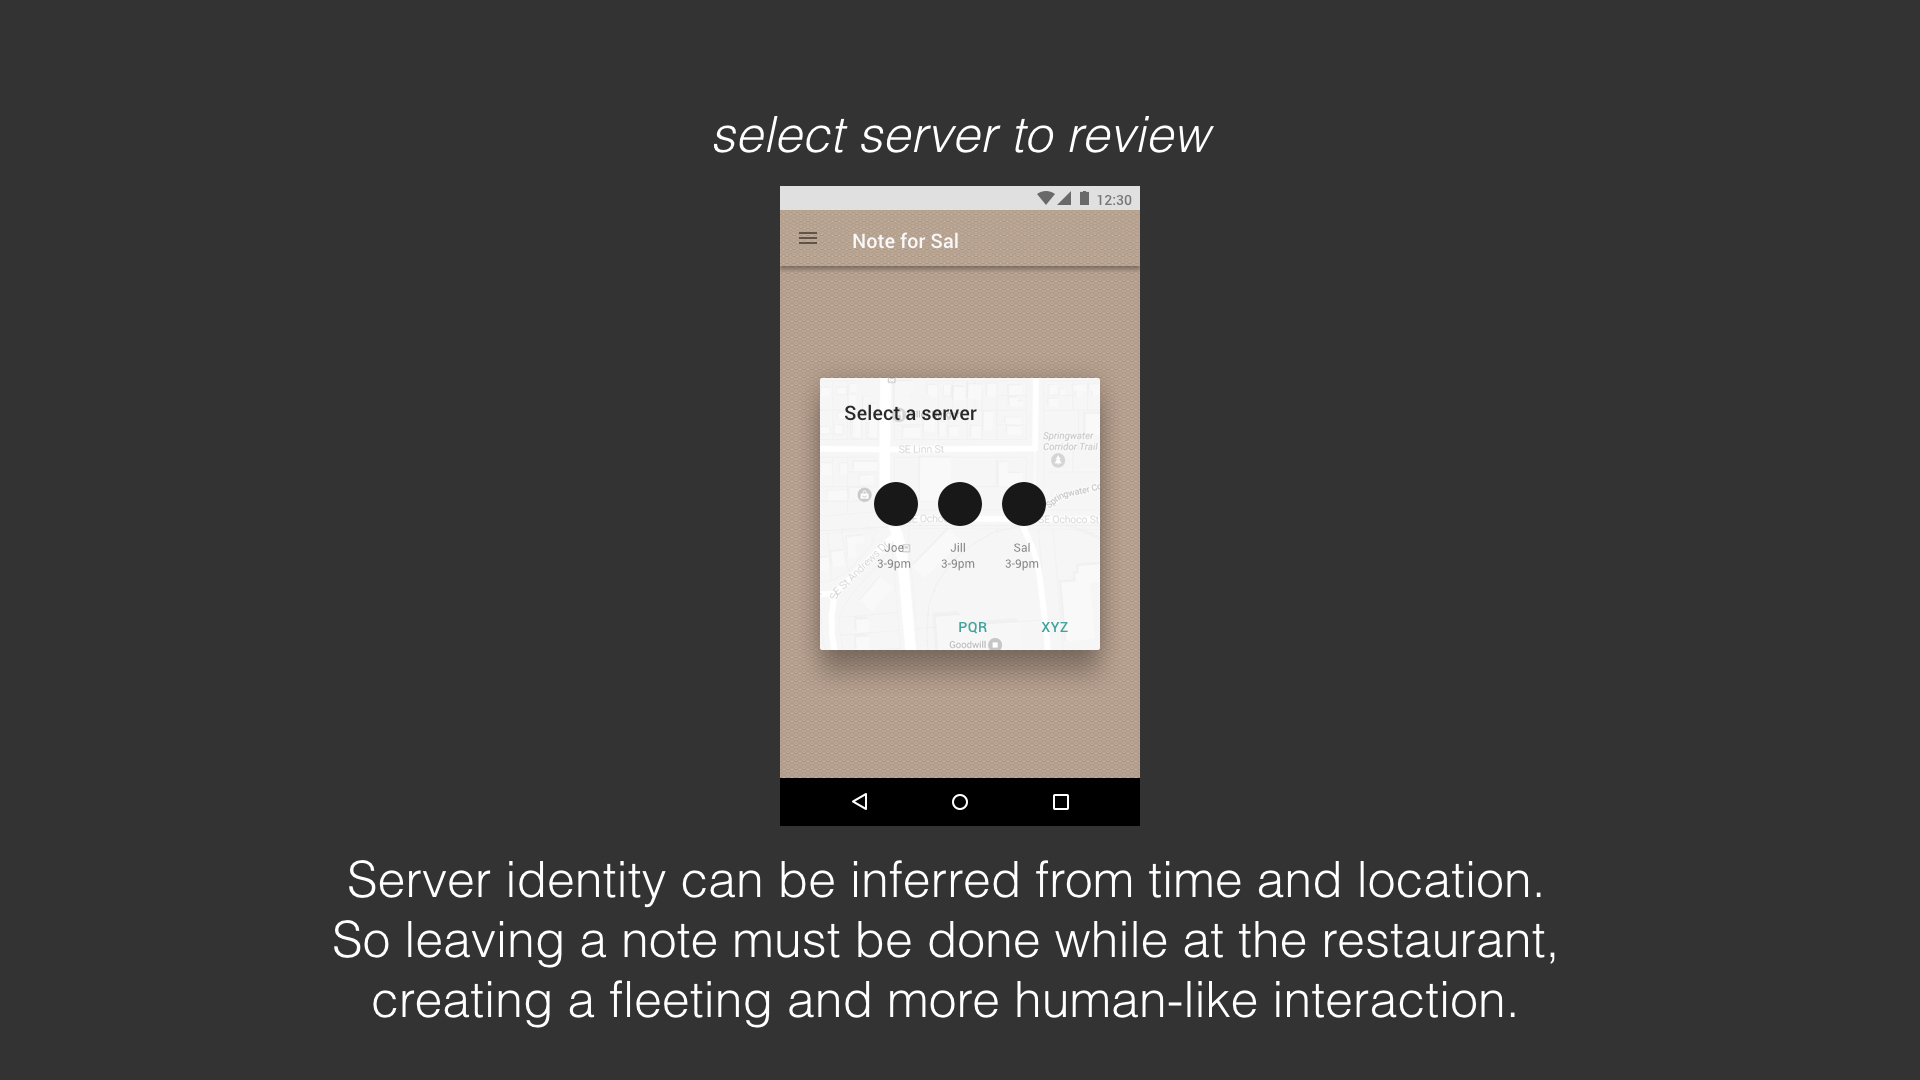 select server to review
12:30
Note for Sal
Select a server
Springwater
Corridor Trail
SE Linn St
Springwater Co
SE Ochoco St
Joe
Jill
Sal
3-9pm
3-9pm
3-9pm
SE St Andrews D
PQR
XYZ
Goodwill
Server identity can be inferred from time and location.
So leaving a note must be done while at the restaurant,
creating a fleeting and more human-like interaction.